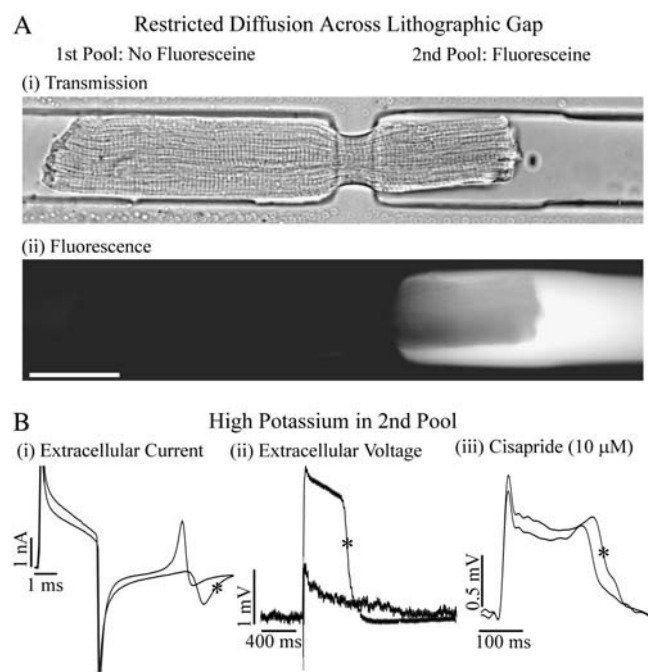 A Restricted Diffusion Across Lithographic Gap
1st Pool: No Fluoresceine 2nd Pool: Fluoresceine
(i) Transmission
(ii) Fluorescence
B High Potassium in 2nd Pool
(i) Extracellular Current (ii) Extracellular Voltage (iii) Cisapride (10 μM)
1 nA
1 ms
*
1 mV
400 ms
*
0.5 mV
100 ms
*